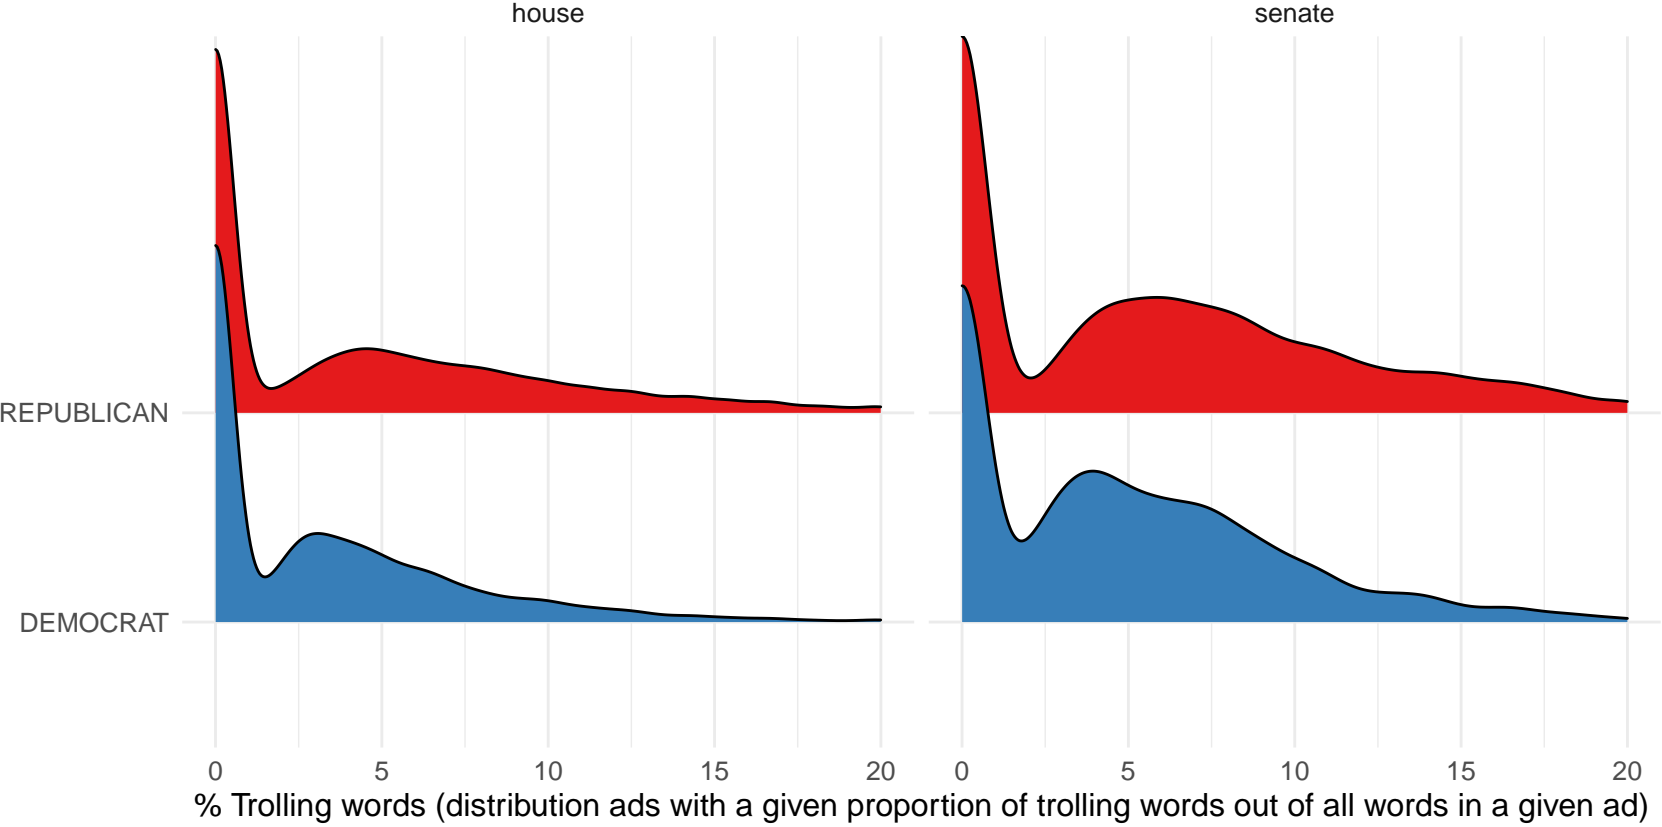 house
senate
REPUBLICAN
DEMOCRAT
0 5 10 15 20
0 5 10 15 20
% Trolling words (distribution ads with a given proportion of trolling words out of all words in a given ad)